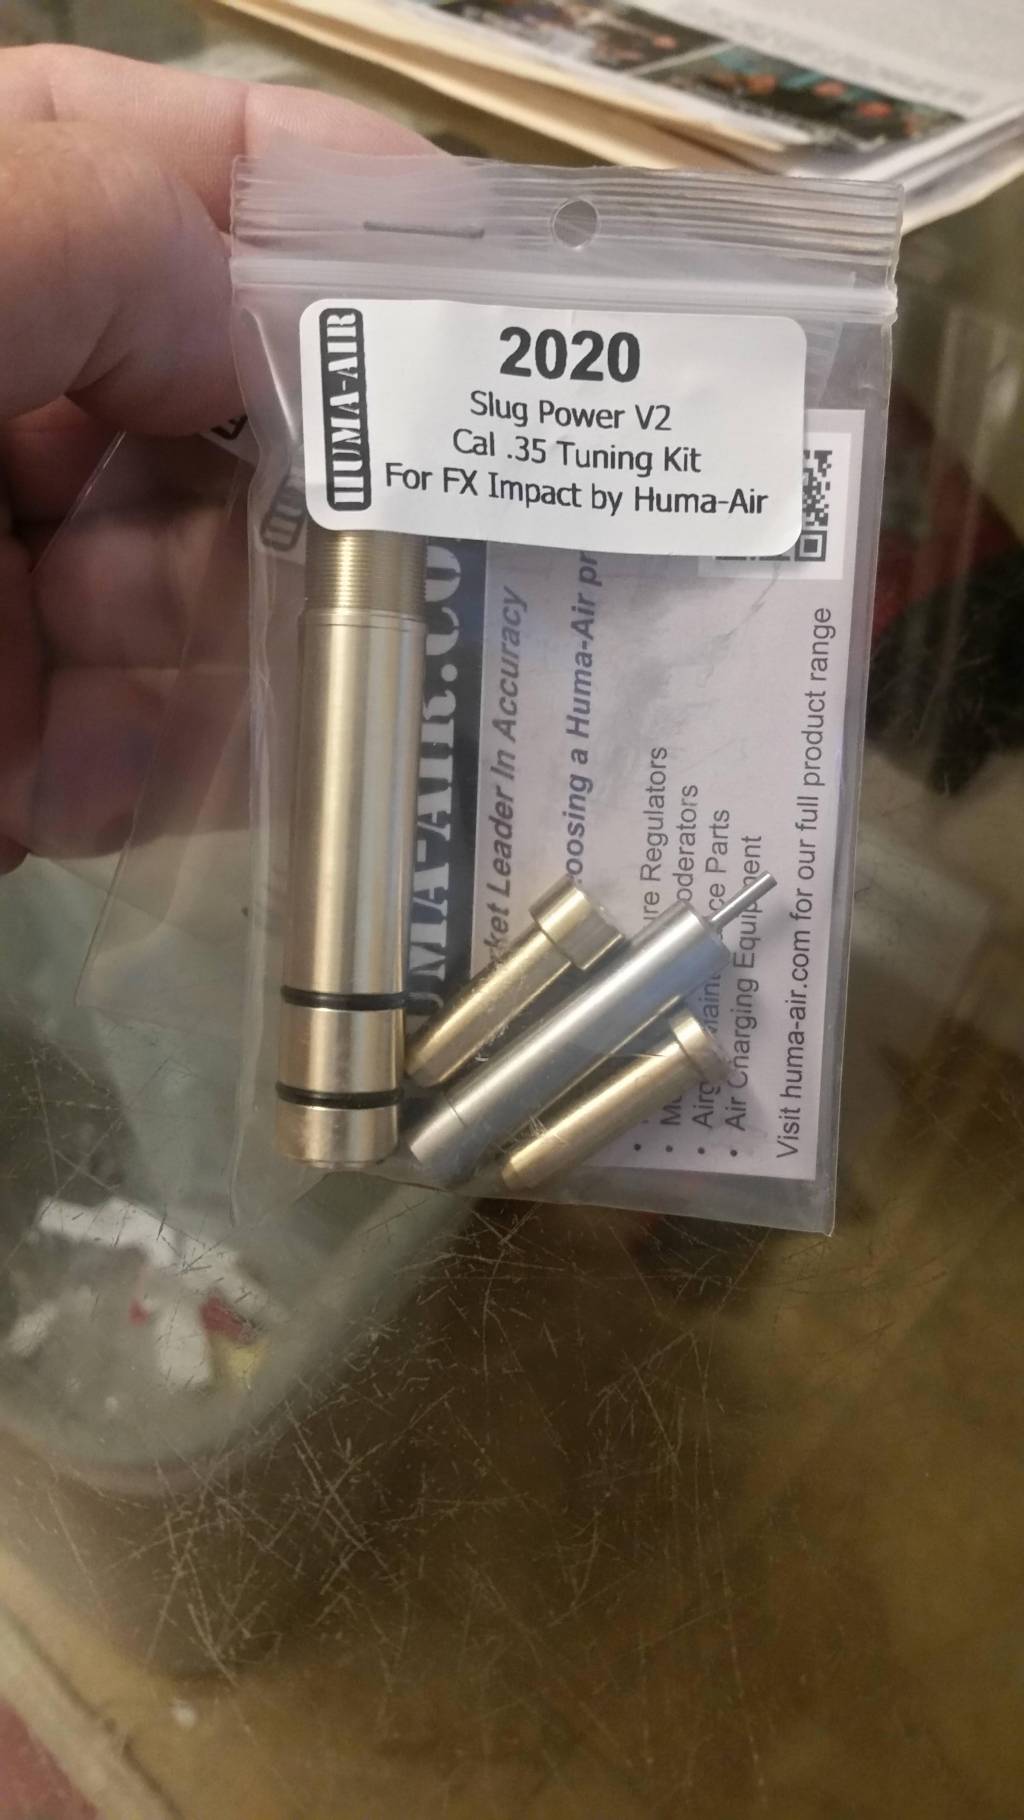 HUMA-AIR
2020
Slug Power V2
Cal .35 Tuning Kit
For FX Impact by Huma-Air
Leader In Accuracy
a Huma-Air
Regulators
Parts
• Air Charging Equipment
Visit huma-air.com for our full product range